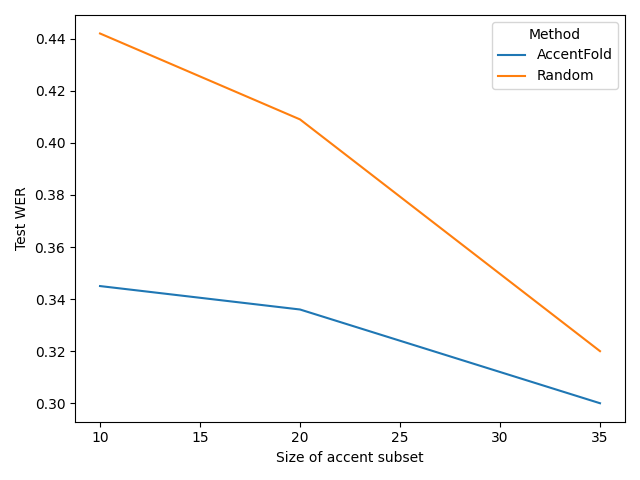 Method
AccentFold
Random
0.44
0.42
0.40
0.38
0.36
0.34
0.32
0.30
Test WER
10 15 20 25 30 35
Size of accent subset